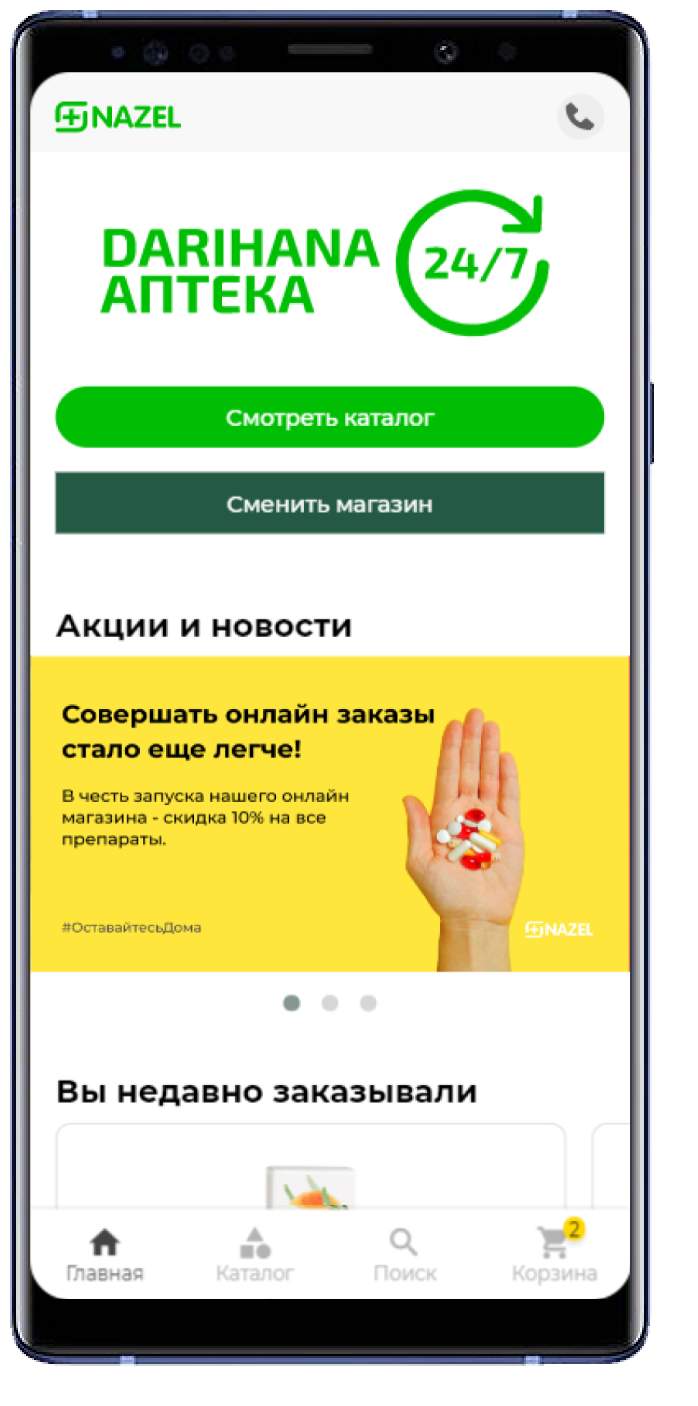 NAZEL
DARIHANA
АПТЕКА
24/7
Смотреть каталог
Сменить магазин
Акции и новости
Совершать онлайн заказы
стало еще легче!
В честь запуска нашего онлайн
магазина - скидка 10% на все
препараты.
#ОставайтесьДома
NAZEL
Вы недавно заказывали
2
Главная
Каталог
Поиск
Корзина